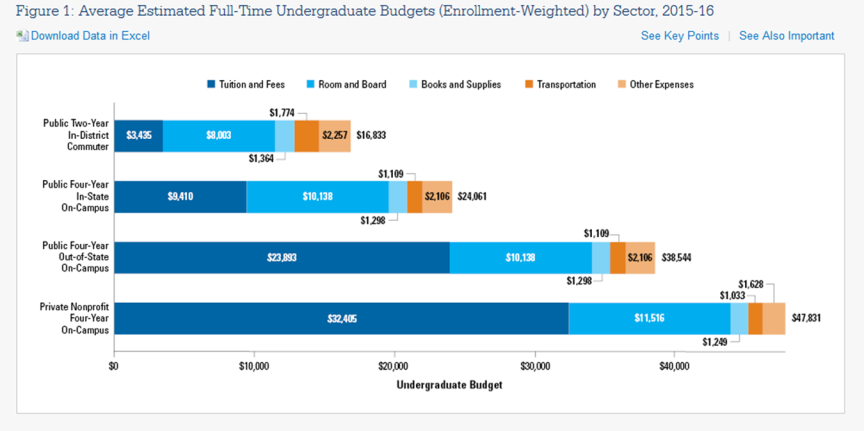 Figure 1: Average Estimated Full-Time Undergraduate Budgets (Enrollment-Weighted) by Sector, 2015-16
Download Data in Excel
See Key Points | See Also Important
Tuition and Fees Room and Board Books and Supplies Transportation Other Expenses
$1,774
Public Two-Year
In-District
Commuter
$3,435 $8,003 $2,257 $16,833
$1,364
$1,109
Public Four-Year
In-State
On-Campus
$9,410 $10,138 $2,106 $24,061
$1,298
$1,109
Public Four-Year
Out-of-State
On-Campus
$23,893 $10,138 $2,106 $38,544
$1,298
$1,628
$1,033
Private Nonprofit
Four-Year
On-Campus
$32,405 $11,516 $47,831
$1,249
$0 $10,000 $20,000 $30,000 $40,000
Undergraduate Budget